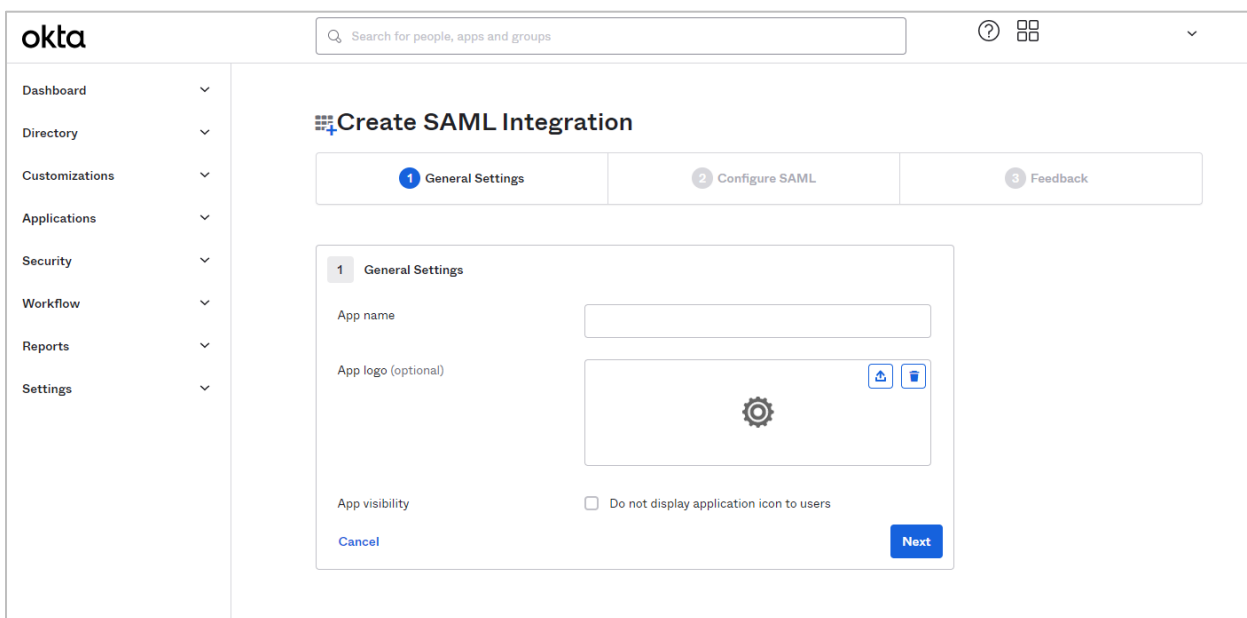 okta
Search for people, apps and groups
Dashboard
Directory
Customizations
Applications
Security
Workflow
Reports
Settings
Create SAML Integration
1 General Settings
2 Configure SAML
3 Feedback
1 General Settings
App name
App logo (optional)
App visibility
Do not display application icon to users
Cancel
Next